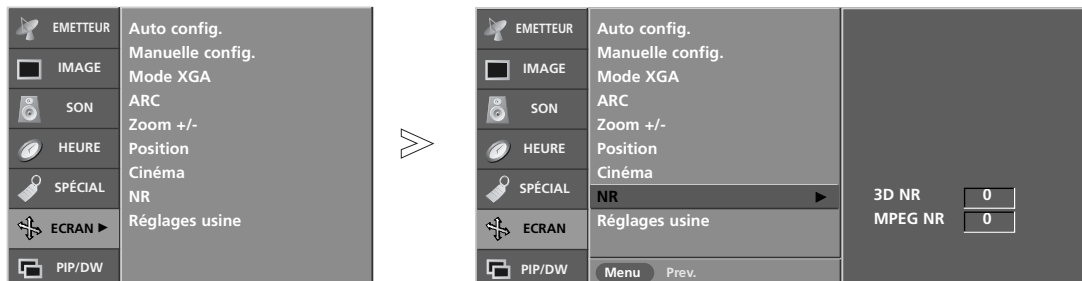 EMETTEUR
IMAGE
SON
HEURE
SPÉCIAL
ECRAN ►
PIP/DW
Auto config.
Manuelle config.
Mode XGA
ARC
Zoom +/-
Position
Cinéma
NR
Réglages usine
EMETTEUR
IMAGE
SON
HEURE
SPÉCIAL
ECRAN
PIP/DW
Auto config.
Manuelle config.
Mode XGA
ARC
Zoom +/-
Position
Cinéma
NR ►
Réglages usine
Menu Prev.
3D NR 0
MPEG NR 0